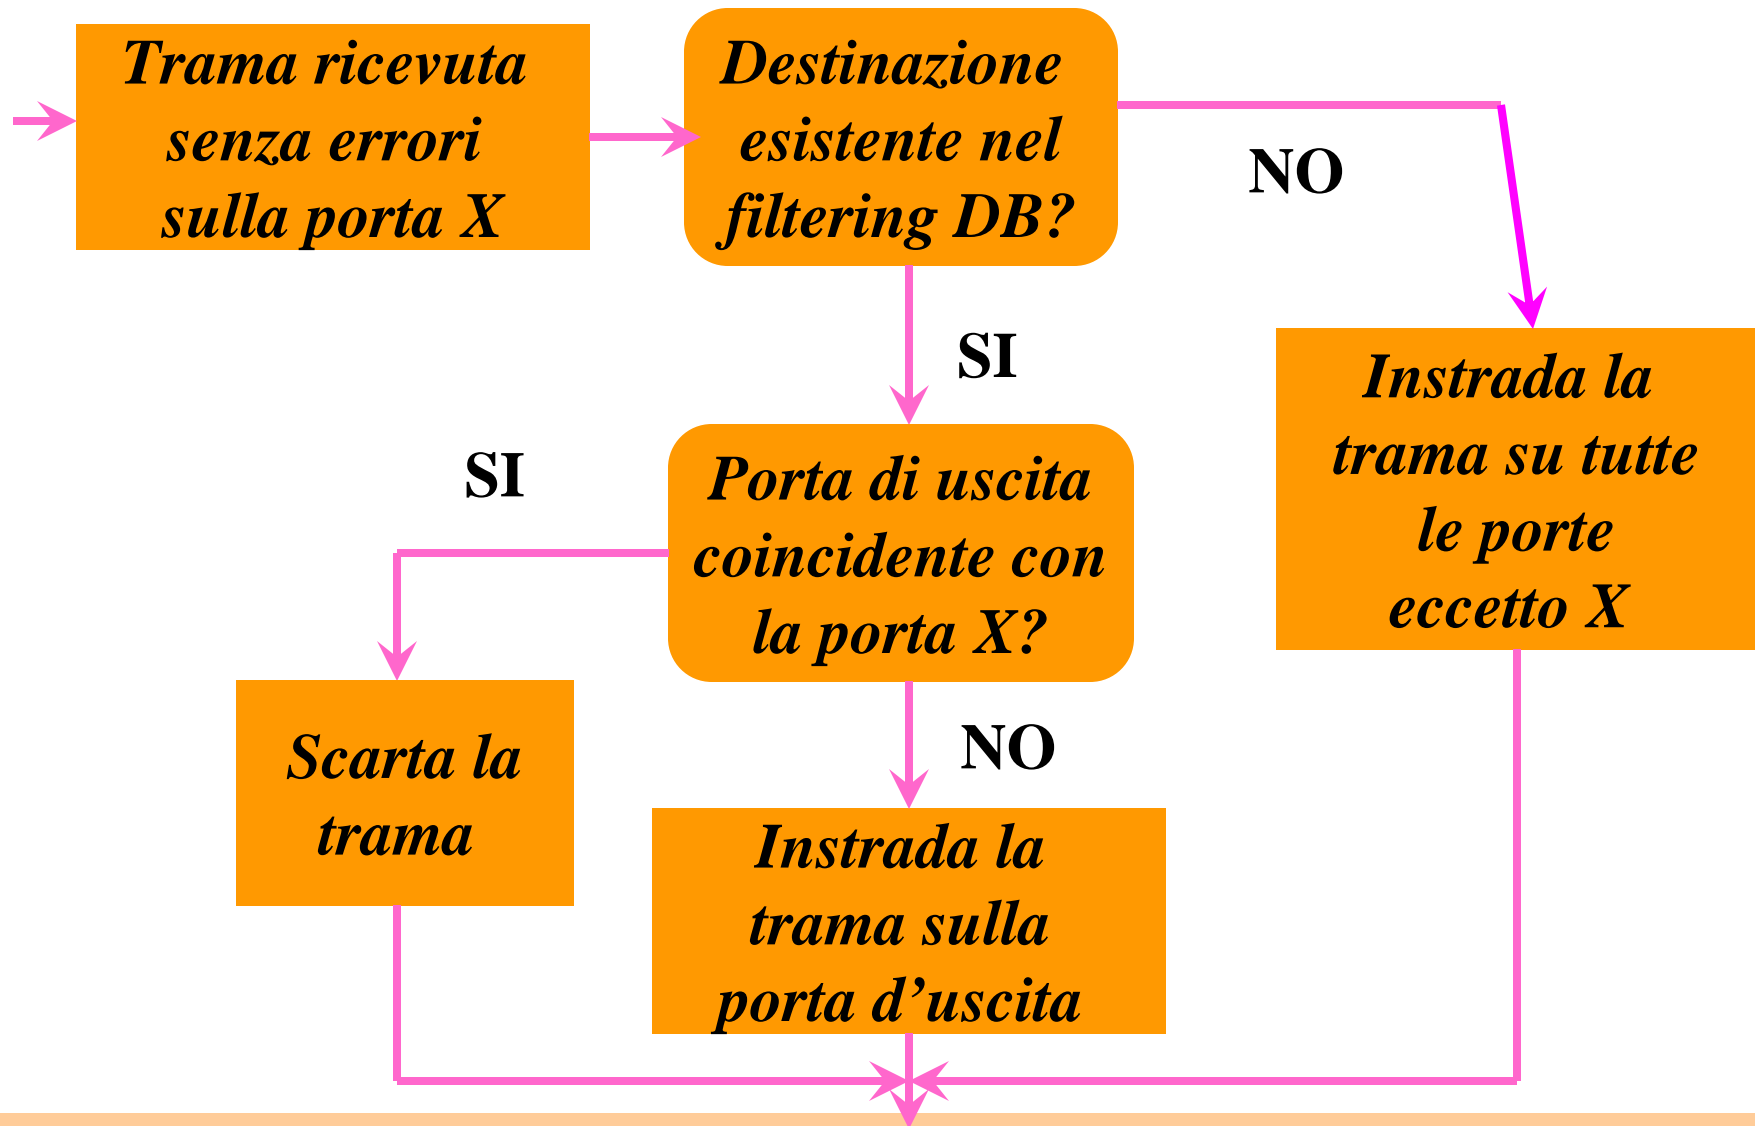 Trama ricevuta
senza errori
sulla porta X
Destinazione
esistente nel
filtering DB?
NO
SI
Instrada la
trama su tutte
le porte
eccetto X
SI
Porta di uscita
coincidente con
la porta X?
NO
Scarta la
trama
Instrada la
trama sulla
porta d’uscita